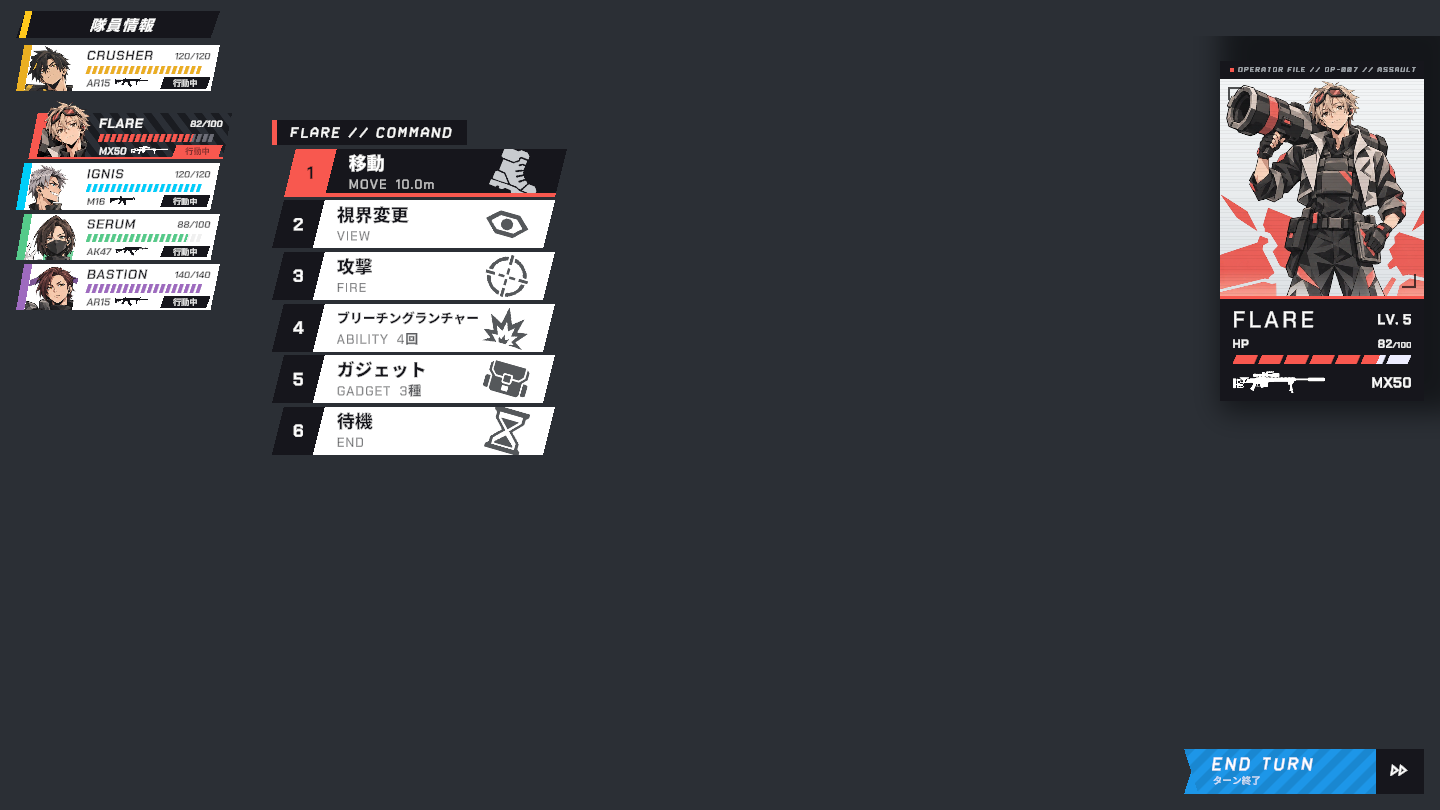 隊員情報
CRUSHER 120/120
AR15 行動中
FLARE 82/100
MX50 行動中
IGNIS 120/120
M16 行動中
SERUM 88/100
AK47 行動中
BASTION 140/140
AR15 行動中
FLARE // COMMAND
1 移動
MOVE 10.0m
2 視界変更
VIEW
3 攻撃
FIRE
4 ブリーチングランチャー
ABILITY 4回
5 ガジェット
GADGET 3種
6 待機
END
OPERATOR FILE // OP-007 // ASSAULT
FLARE LV. 5
HP 82/100
MX50
END TURN
ターン終了